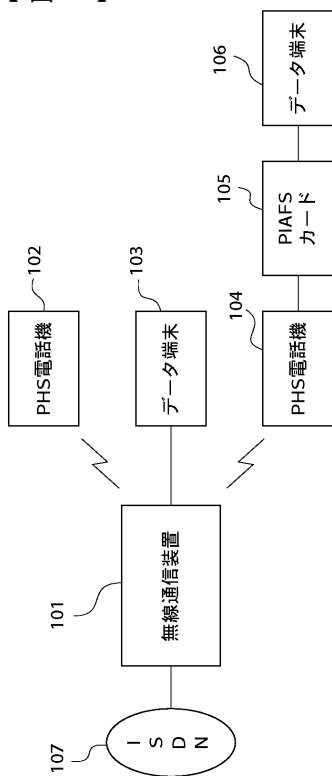 102
PHS電話機
101
無線通信装置
103
データ端末
107
ISDN
104
PHS電話機
105
PIAFS
カード
106
データ端末